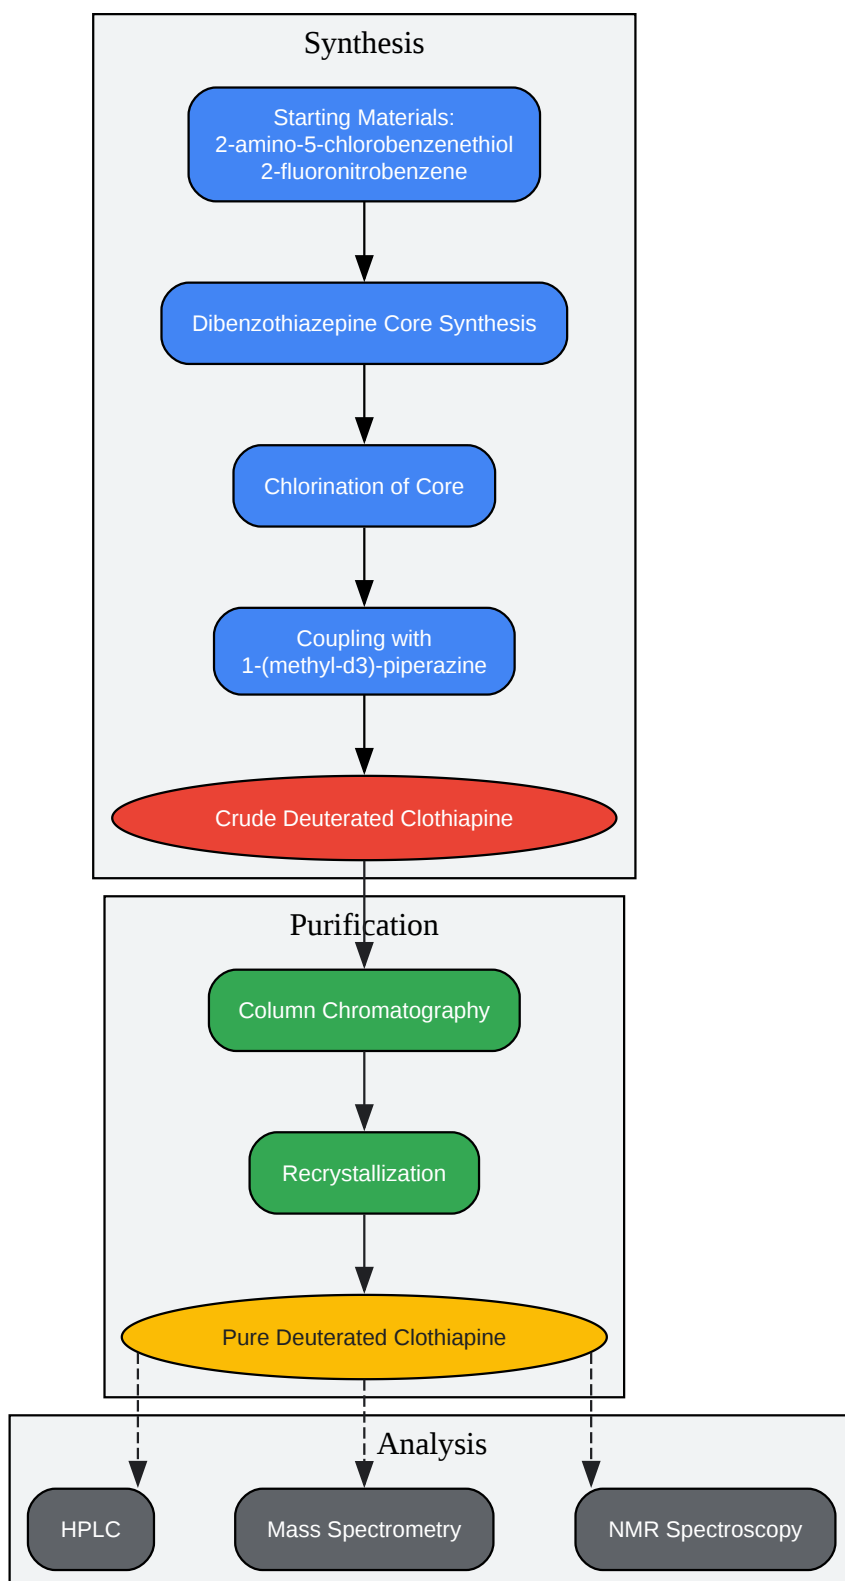 Synthesis
Starting Materials:
2-amino-5-chlorobenzenethiol
2-fluoronitrobenzene
Dibenzothiazepine Core Synthesis
Chlorination of Core
Coupling with
1-(methyl-d3)-piperazine
Crude Deuterated Clothiapine
Purification
Column Chromatography
Recrystallization
Pure Deuterated Clothiapine
Analysis
HPLC
Mass Spectrometry
NMR Spectroscopy